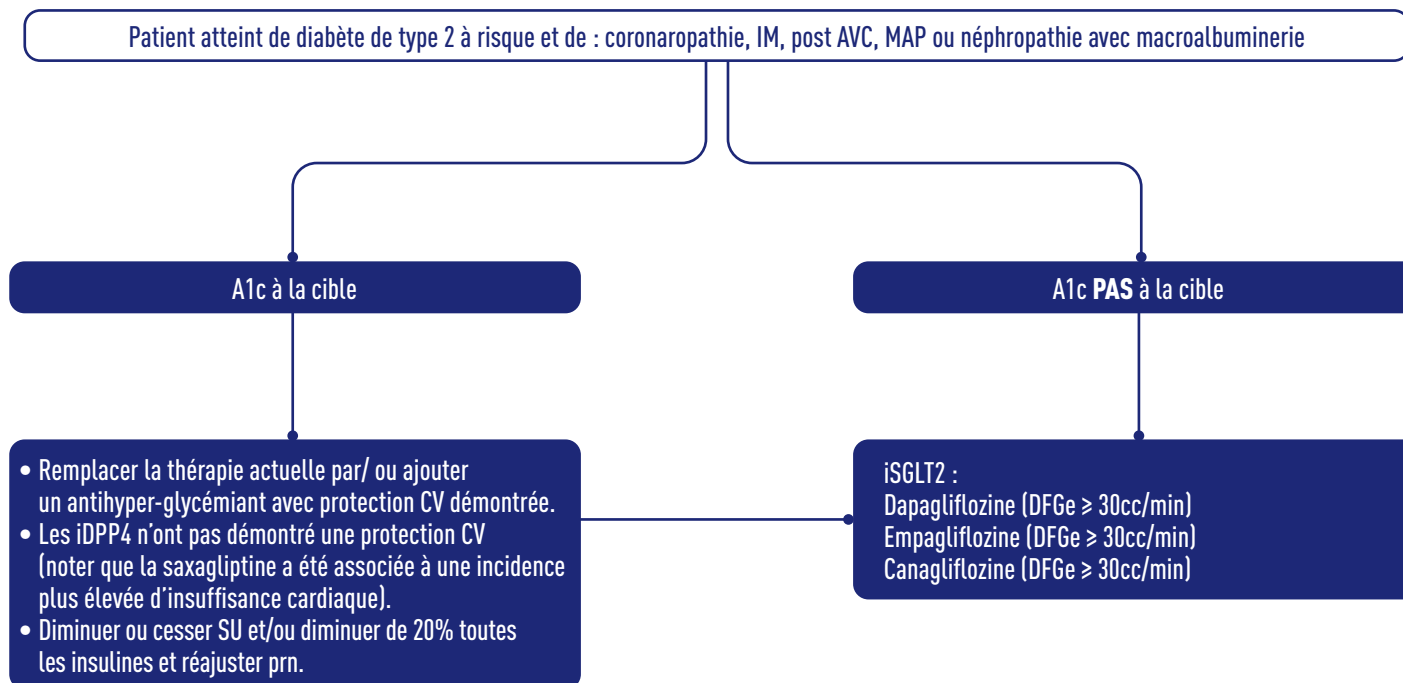 Patient atteint de diabète de type 2 à risque et de : coronaropathie, IM, post AVC, MAP ou néphropathie avec macroalbuminerie
A1c à la cible
A1c PAS à la cible
• Remplacer la thérapie actuelle par/ ou ajouter
un antihyper-glycémiant avec protection CV démontrée.
• Les iDPP4 n'ont pas démontré une protection CV
(noter que la saxagliptine a été associée à une incidence
plus élevée d'insuffisance cardiaque).
• Diminuer ou cesser SU et/ou diminuer de 20% toutes
les insulines et réajuster prn.
iSGLT2 :
Dapagliflozine (DFGe ≥ 30cc/min)
Empagliflozine (DFGe ≥ 30cc/min)
Canagliflozine (DFGe ≥ 30cc/min)